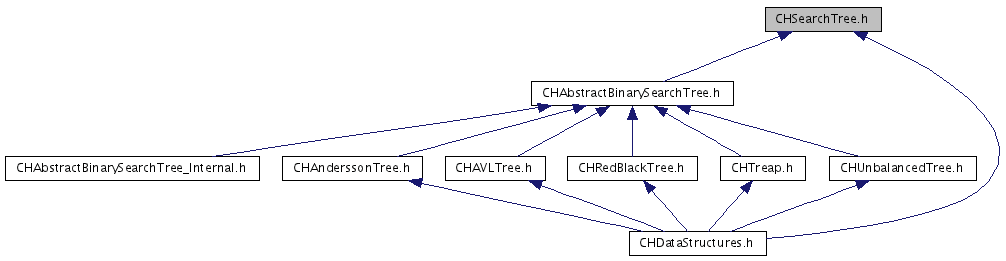 CHSearchTree.h
CHAbstractBinarySearchTree.h
CHAbstractBinarySearchTree_Internal.h
CHAnderssonTree.h
CHAVLTree.h
CHRedBlackTree.h
CHTreap.h
CHUnbalancedTree.h
CHDataStructures.h